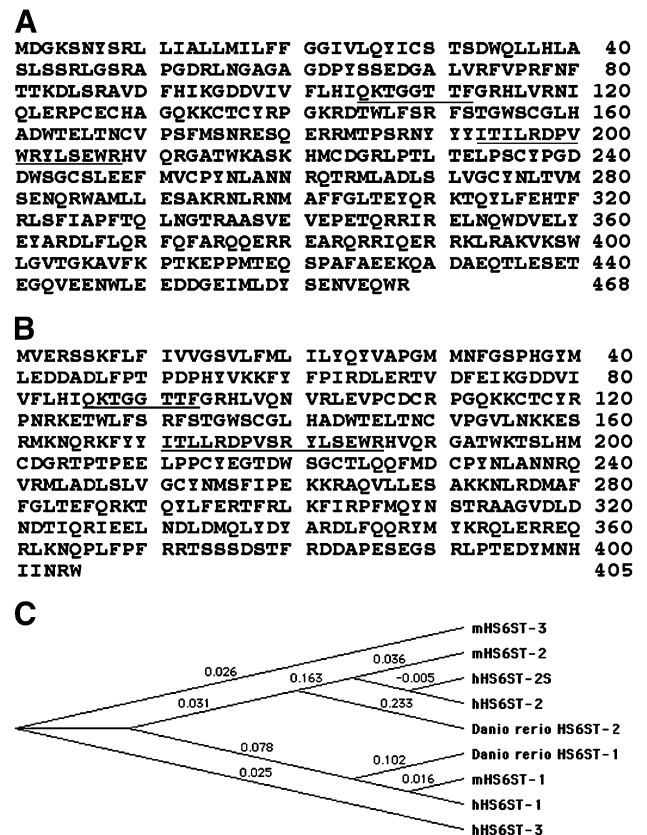 A
MDGKSNYSRL LIALLMILFF GGIVLQYICS TSDWQLLHLA 40
SLSSRLGSRA PGDRLNGAGA GDPYSSEDGA LVRFVPRFNF 80
TTKDLSRAVD FHIKGDDVIV FLHIQKTGGT TFGRHLVRNI 120
QLERPCECHA GQKKCTCYRP GKRDTWLFSR FSTGWSCGLH 160
ADWTELTNCV PSFMSNRESQ ERRMTPSRNY YYITILRDPV 200
WRYLSEWRHV QRGATWKASK HMCDGRLPTL TELPSCYPGD 240
DWSGCSLEEF MVCPYNLANN RQTRMLADLS LVGCYNLTVM 280
SENQRWAMLL ESAKRNLRNM AFFGLTEYQR KTQYLFEHTF 320
RLSFIAPFTQ LNGTRAASVE VEPETQRRIR ELNQWDVELY 360
EYARDLFLQR FQFARQQERR EARQRRIQER RKLRAKVKSW 400
LGVTGKAVFK PTKEPPMTEQ SPAFAEEKQA DAEQTLESET 440
EGQVEENWLE EDDGEIMLDY SENVEQWR 468
B
MVERSSKFLF IVVGSVLFML ILYQYVAPGM MNFGSPHGYM 40
LEDDADLFPT PDPHYVKKFY FPIRDLERTV DFEIKGDDVI 80
VFLHIQKTGG TTFGRHLVQN VRLEVPCDCR PGQKKCTCYR 120
PNRKETWLFS RFSTGWSCGL HADWTELTNC VPGVLNKKES 160
RMKNQRKFYY ITLLRDPVSR YLSEWRHVQR GATWKTSLHM 200
CDGRTPTPEE LPPCYEGTDW SGCTLQQFMD CPYNLANNRQ 240
VRMLADLSLV GCYNMSFIPE KKRAQVLLES AKKNLRDMAF 280
FGLTEFQRKT QYLFERTFRL KFIRPFMQYN STRAAGVDLD 320
NDTIQRIEEL NDLDMQLYDY ARDLFQQRYM YKRQLERREQ 360
RLKNQPLFPF RRTSSSDSTF RDDAPESEGS RLPTEDYMNH 400
IINRW 405
C
mHS6ST-3
0.026
0.036
mHS6ST-2
0.163
-0.005
hHS6ST-2S
0.031
hHS6ST-2
0.233
Danio rerio HS6ST-2
0.078
Danio rerio HS6ST-1
0.102
0.016
mHS6ST-1
0.025
hHS6ST-1
hHS6ST-3